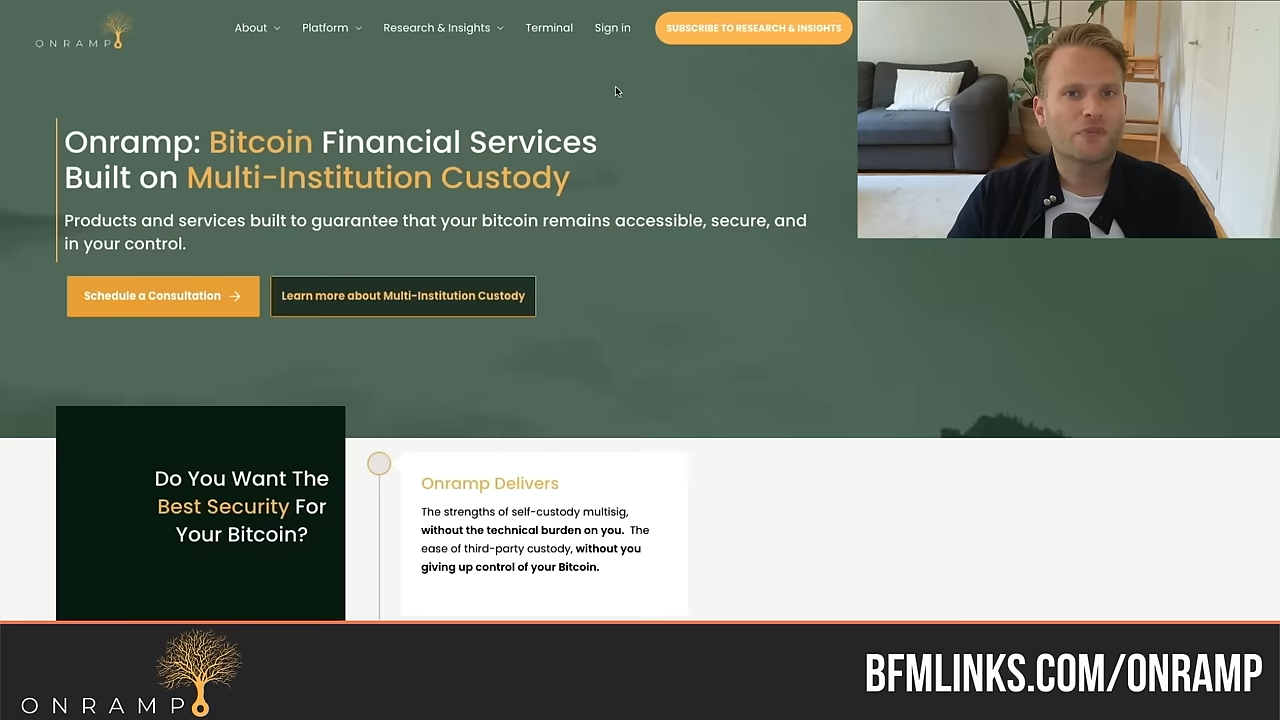 ONRAMP
About
Platform
Research & Insights
Terminal
Sign in
SUBSCRIBE TO RESEARCH & INSIGHTS
Onramp: Bitcoin Financial Services
Built on Multi-Institution Custody
Products and services built to guarantee that your bitcoin remains accessible, secure, and
in your control.
Schedule a Consultation
Learn more about Multi-Institution Custody
Do You Want The
Best Security For
Your Bitcoin?
Onramp Delivers
The strengths of self-custody multisig,
without the technical burden on you. The
ease of third-party custody, without you
giving up control of your Bitcoin.
ONRAMP
BFMLINKS.COM/ONRAMP